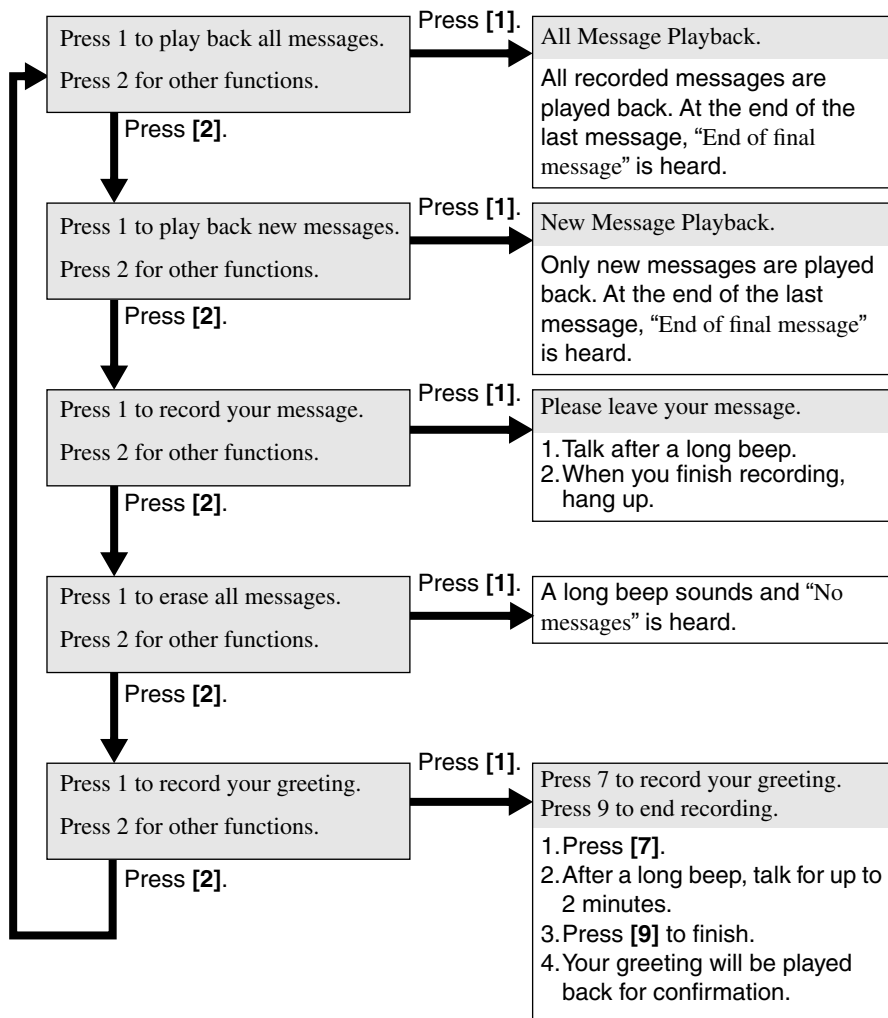 Press 1 to play back all messages.
Press 2 for other functions.
Press [1].
All Message Playback.
All recorded messages are
played back. At the end of the
last message, “End of final
message” is heard.
Press [2].
Press 1 to play back new messages.
Press 2 for other functions.
Press [1].
New Message Playback.
Only new messages are played
back. At the end of the last
message, “End of final message”
is heard.
Press [2].
Press 1 to record your message.
Press 2 for other functions.
Press [1].
Please leave your message.
1.Talk after a long beep.
2.When you finish recording,
hang up.
Press [2].
Press 1 to erase all messages.
Press 2 for other functions.
Press [1].
A long beep sounds and “No
messages” is heard.
Press [2].
Press 1 to record your greeting.
Press 2 for other functions.
Press [1].
Press 7 to record your greeting.
Press 9 to end recording.
1.Press [7].
2.After a long beep, talk for up to
2 minutes.
3.Press [9] to finish.
4.Your greeting will be played
back for confirmation.
Press [2].